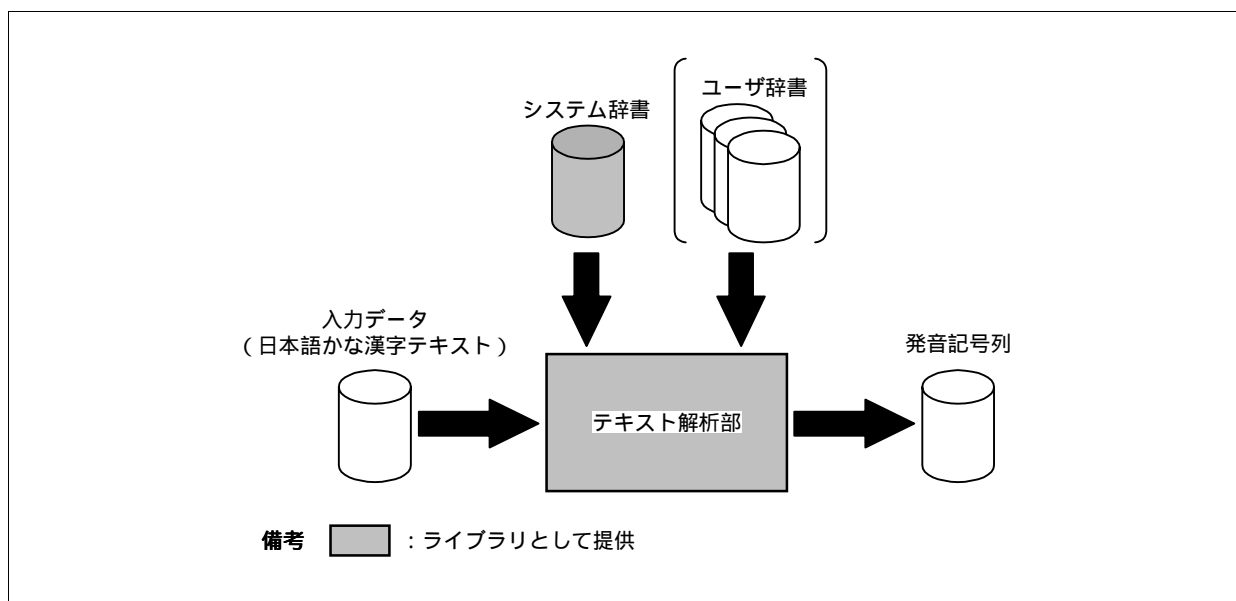 ユーザ辞書
システム辞書
入力データ
(日本語かな漢字テキスト)
発音記号列
テキスト解析部
備考 :ライブラリとして提供